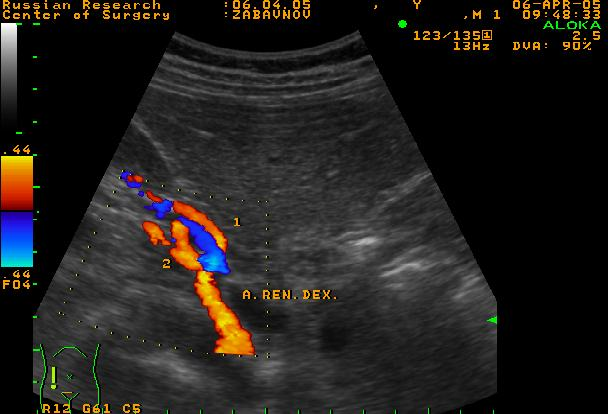 Russian Research :06.04.05 , Y 06-APR-05
Center of Surgery :ZABAVNOV ,M 1 09:48:33
ALOKA
123/135 1 2.5
13Hz DVA: 90%
.44
1
2
A.REN.DEX.
.44
F04
R12 G61 C5